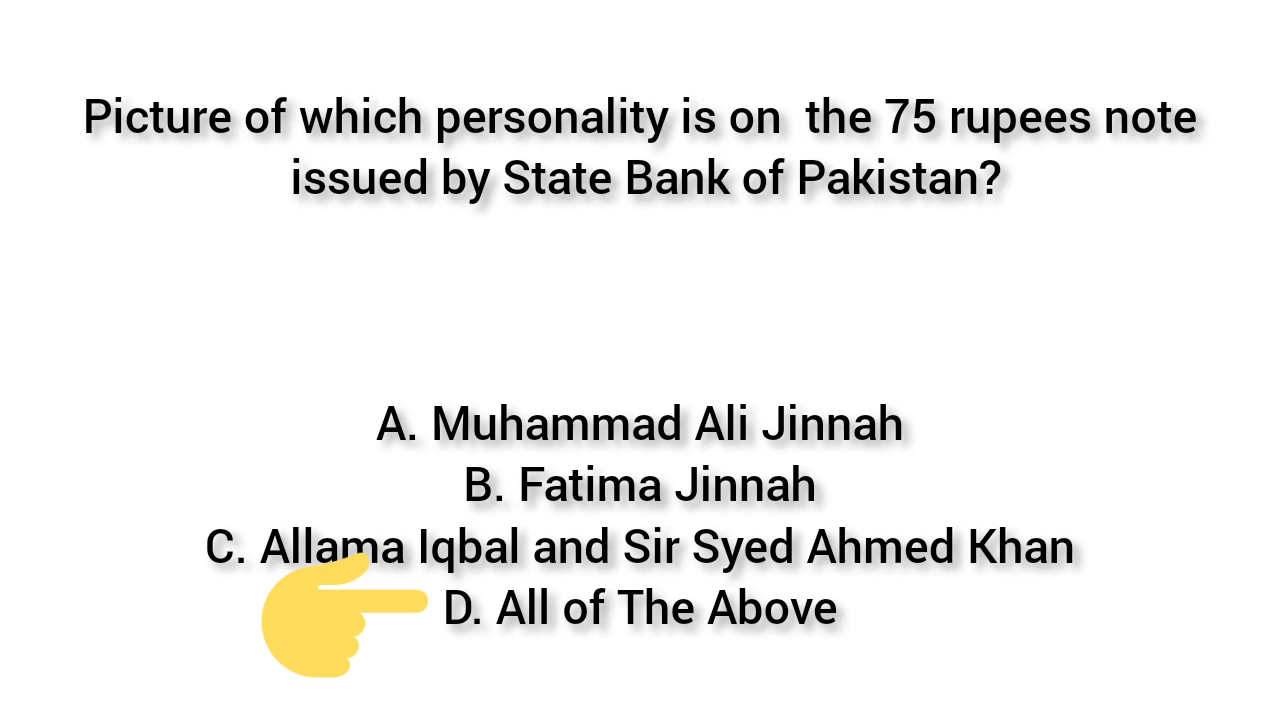 Picture of which personality is on the 75 rupees note
issued by State Bank of Pakistan?
A. Muhammad Ali Jinnah
B. Fatima Jinnah
C. Allama Iqbal and Sir Syed Ahmed Khan
D. All of The Above